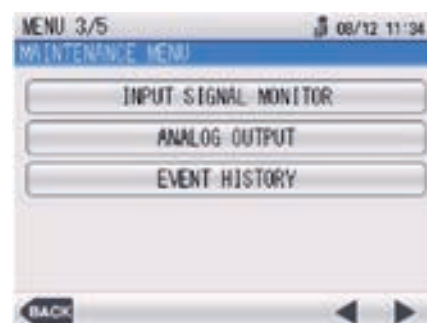 MENU 3/5 08/12 11:34
MAINTENANCE MENU
INPUT SIGNAL MONITOR
ANALOG OUTPUT
EVENT HISTORY
BACK